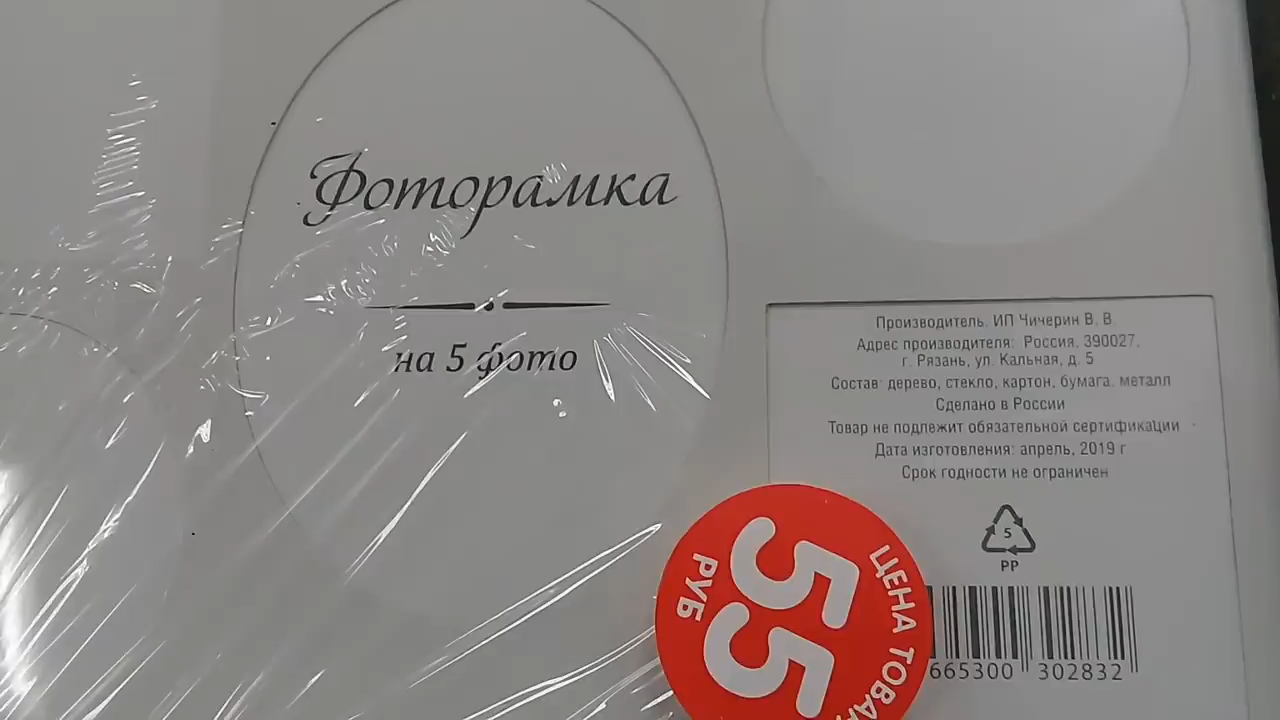 Фоторамка
на 5 фото
Производитель: ИП Чичерин В. В.
Адрес производителя: Россия, 390027,
г. Рязань, ул. Кальная, д. 5
Состав: дерево, стекло, картон, бумага, металл
Сделано в России
Товар не подлежит обязательной сертификации
Дата изготовления: апрель, 2019 г
Срок годности не ограничен
5
PP
665300 302832
ЦЕНА
55
РУБ